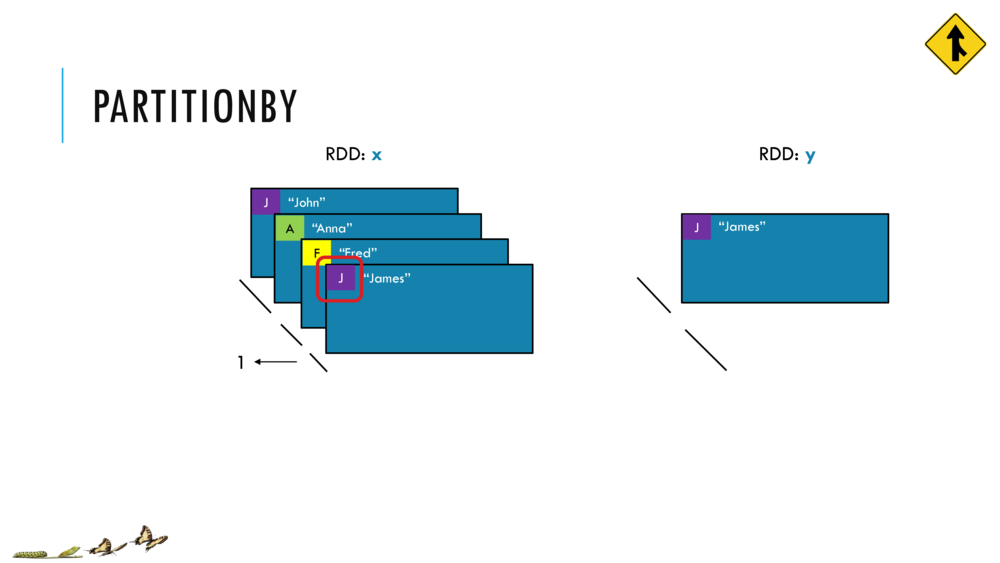 PARTITIONBY
RDD: x
RDD: y
J "John"
A "Anna"
F "Fred"
J "James"
J "James"
1